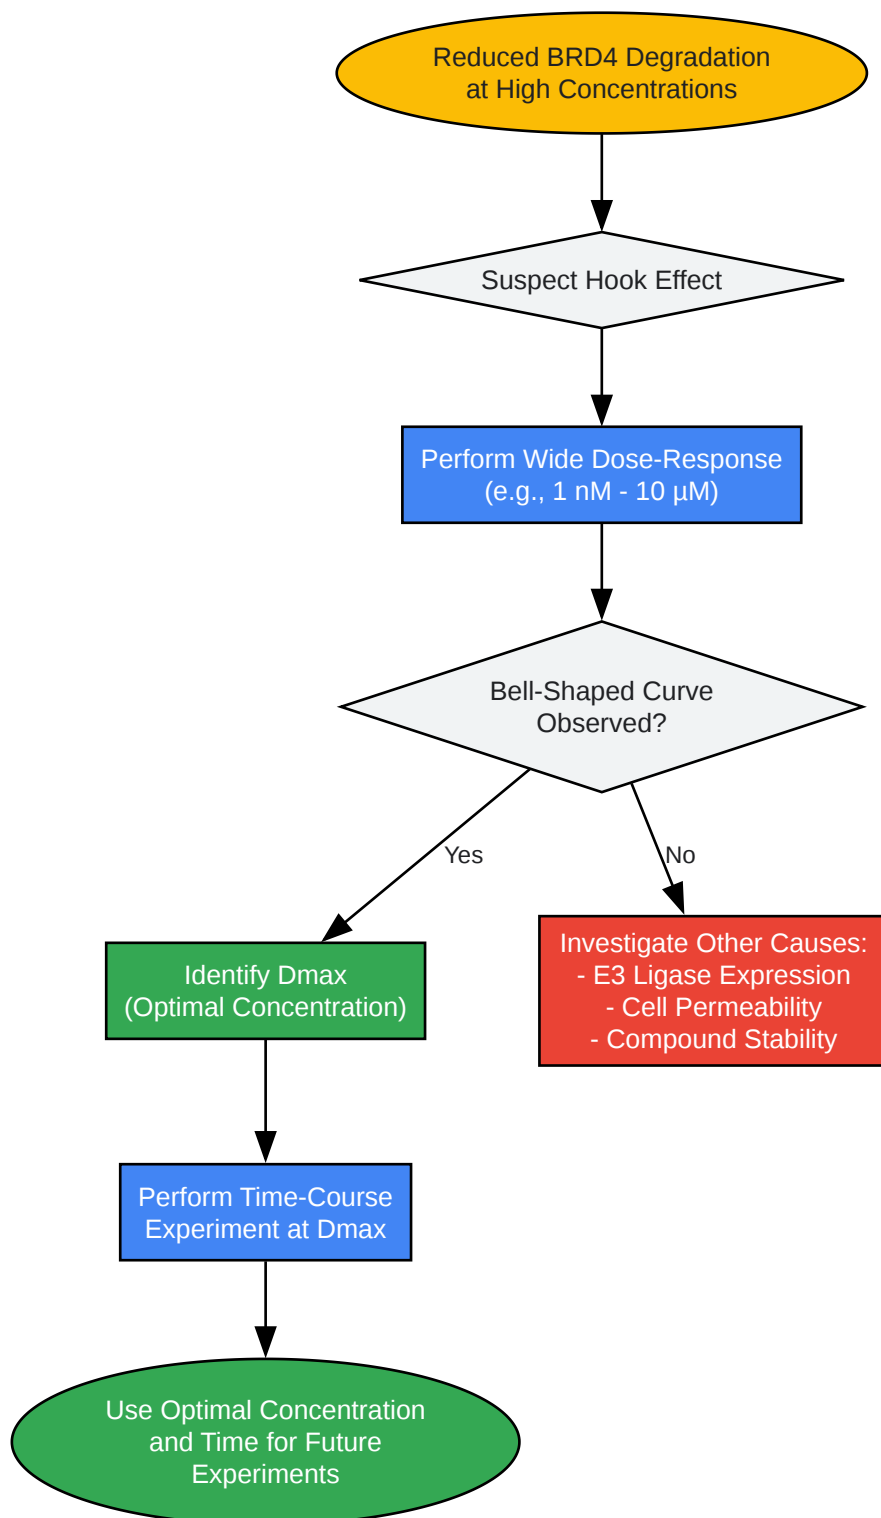 Reduced BRD4 Degradation
at High Concentrations
Suspect Hook Effect
Perform Wide Dose-Response
(e.g., 1 nM - 10 µM)
Bell-Shaped Curve
Observed?
Yes
No
Identify Dmax
(Optimal Concentration)
Investigate Other Causes:
- E3 Ligase Expression
- Cell Permeability
- Compound Stability
Perform Time-Course
Experiment at Dmax
Use Optimal Concentration
and Time for Future
Experiments